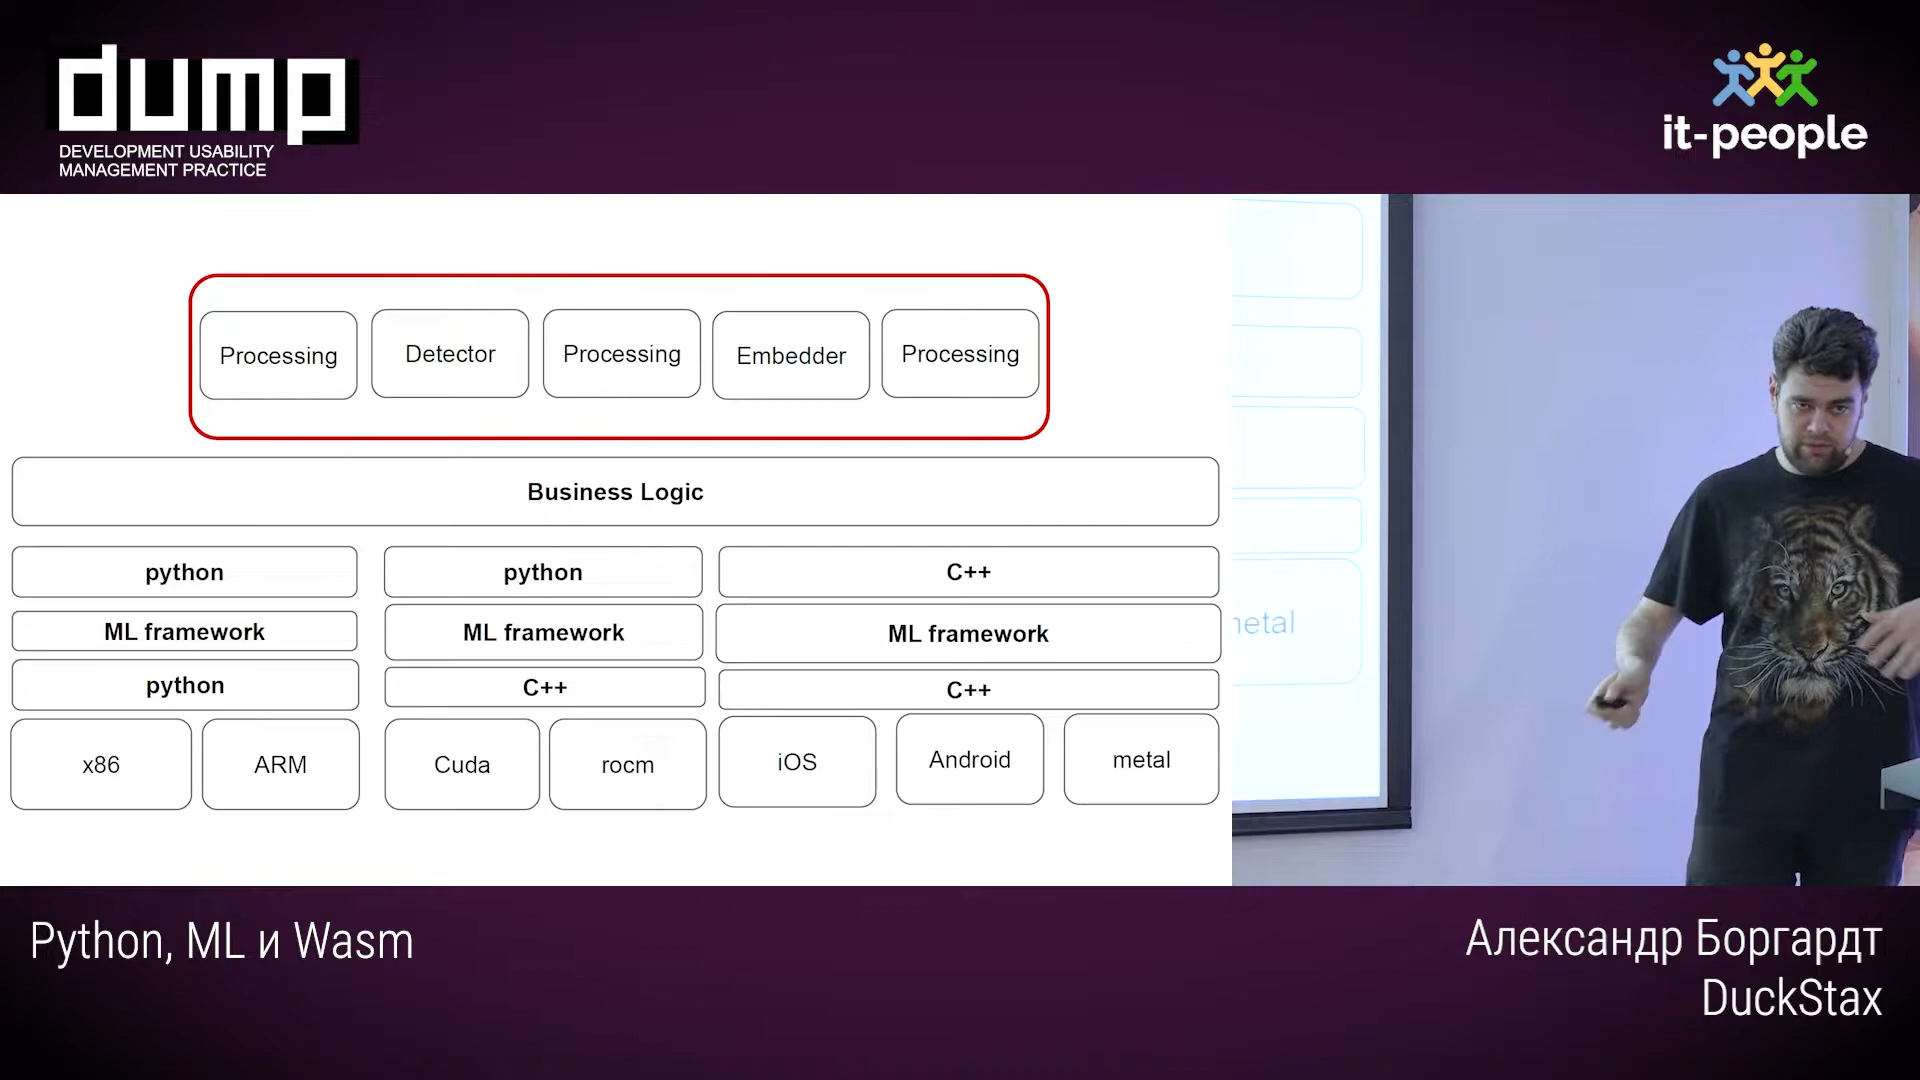 dump
DEVELOPMENT USABILITY
MANAGEMENT PRACTICE
it-people
Processing
Detector
Processing
Embedder
Processing
Business Logic
python
python
C++
ML framework
ML framework
ML framework
python
C++
C++
x86
ARM
Cuda
rocm
iOS
Android
metal
etal
Python, ML и Wasm
Александр Боргардт
DuckStax